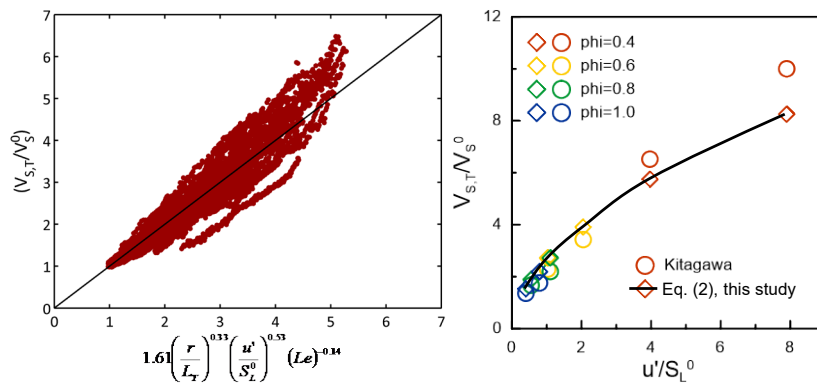 7
6
5
4
3
2
1
0
(V_S,T/V_S^0)
0 1 2 3 4 5 6 7
1.61(r/L_T)^0.33 (u'/S_L^0)^0.53 (Le)^-0.14
12
8
4
0
V_S,T/V_S^0
phi=0.4
phi=0.6
phi=0.8
phi=1.0
Kitagawa
Eq. (2), this study
0 2 4 6 8
u'/S_L^0